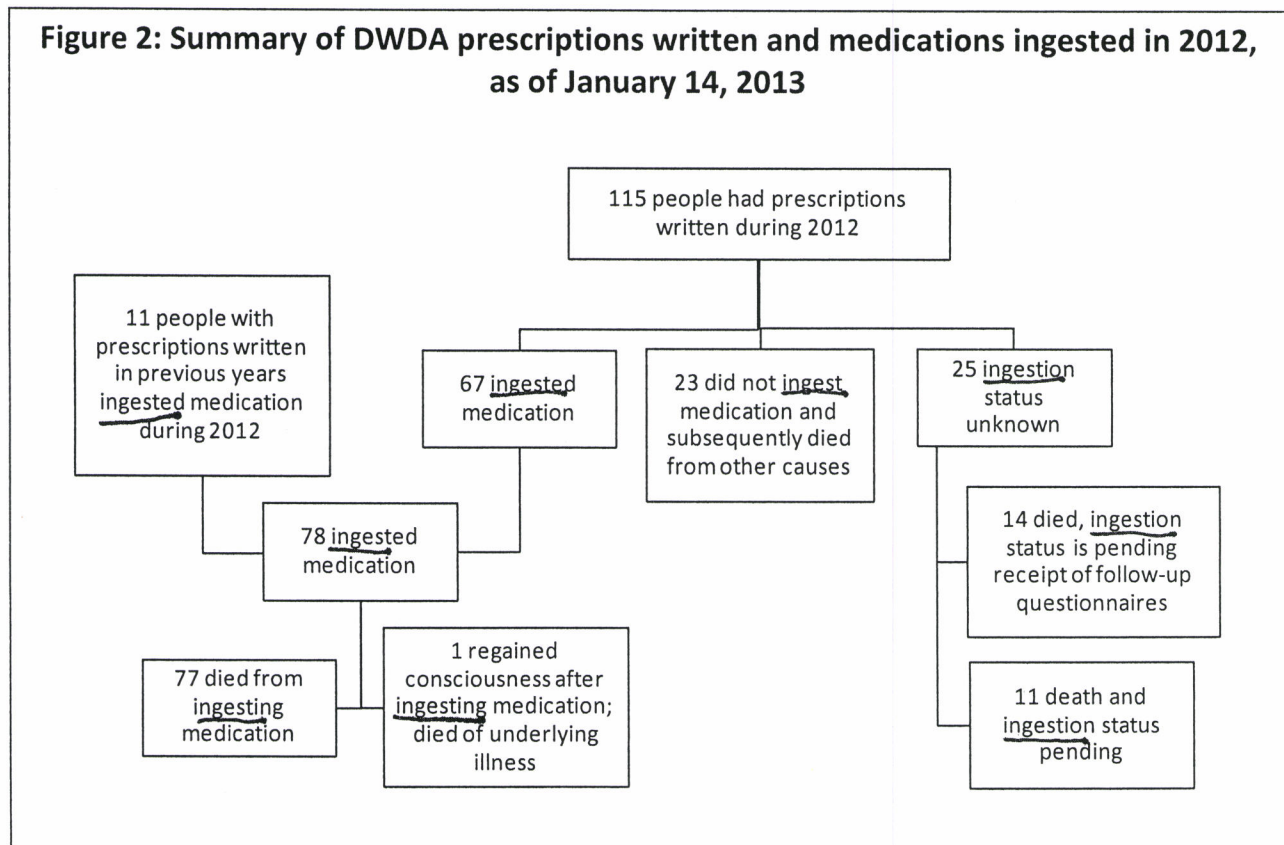 Figure 2: Summary of DWDA prescriptions written and medications ingested in 2012,
as of January 14, 2013
115 people had prescriptions
written during 2012
11 people with
prescriptions written
in previous years
ingested medication
during 2012
67 ingested
medication
23 did not ingest
medication and
subsequently died
from other causes
25 ingestion
status
unknown
78 ingested
medication
14 died, ingestion
status is pending
receipt of follow-up
questionnaires
77 died from
ingesting
medication
1 regained
consciousness after
ingesting medication;
died of underlying
illness
11 death and
ingestion status
pending